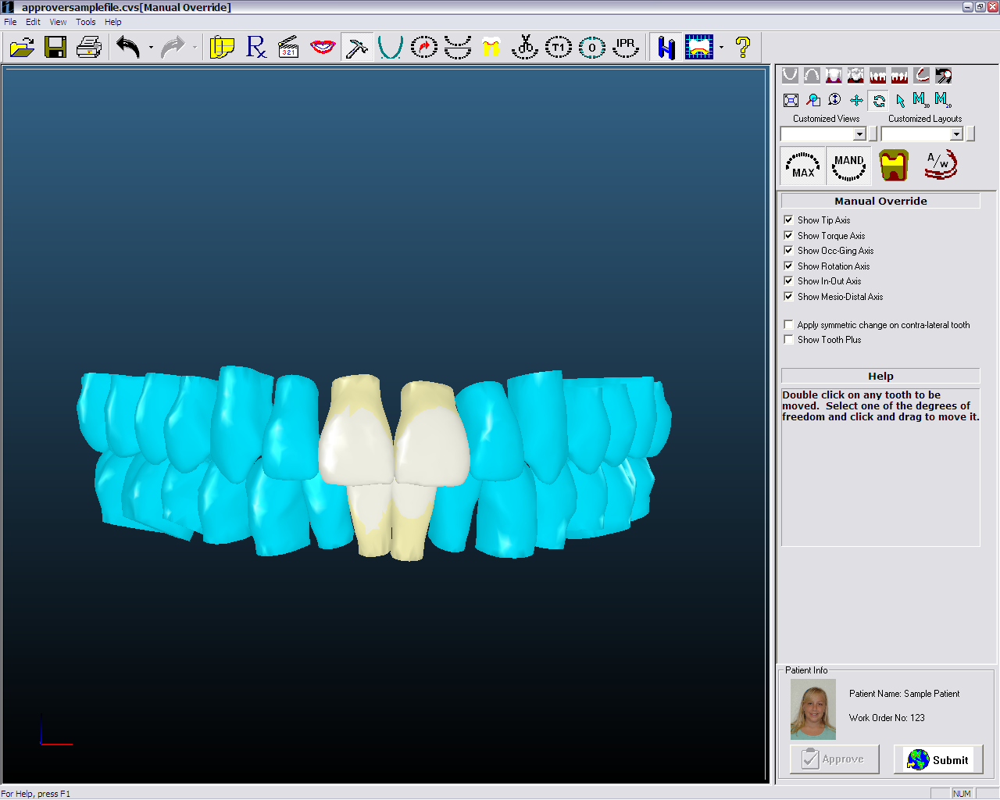 approversamplefile.cvs[Manual Override]
File Edit View Tools Help
Rx 321 T1 0 IPR ?
M 3D M 2D
Customized Views Customized Layouts
MAX MAND A/w
Manual Override
Show Tip Axis
Show Torque Axis
Show Occ-Ging Axis
Show Rotation Axis
Show In-Out Axis
Show Mesio-Distal Axis
Apply symmetric change on contra-lateral tooth
Show Tooth Plus
Help
Double click on any tooth to be
moved. Select one of the degrees of
freedom and click and drag to move it.
Patient Info
Patient Name: Sample Patient
Work Order No: 123
Approve Submit
For Help, press F1
NUM